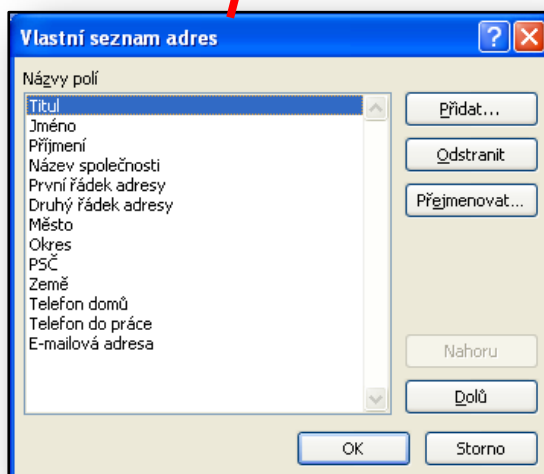 Vlastní seznam adres
Názvy polí
Titul
Jméno
Příjmení
Název společnosti
První řádek adresy
Druhý řádek adresy
Město
Okres
PSČ
Země
Telefon domů
Telefon do práce
E-mailová adresa
Přidat...
Odstranit
Přejmenovat...
Nahoru
Dolů
OK
Storno